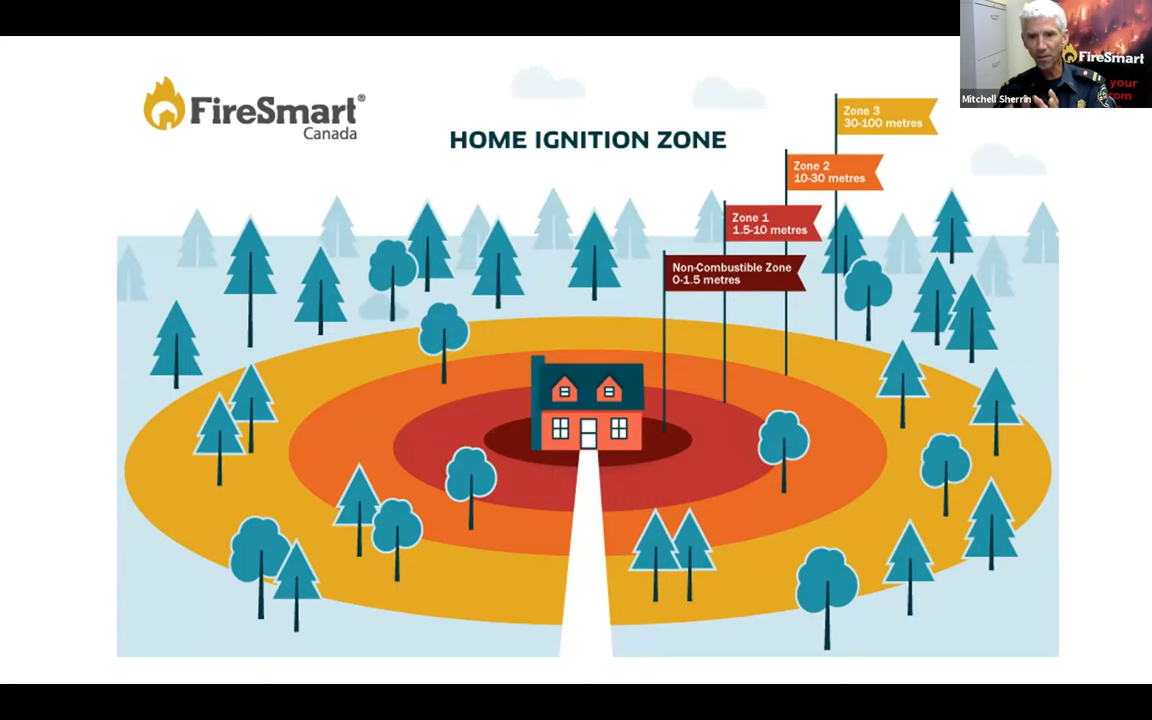 FireSmart®
Canada
HOME IGNITION ZONE
Zone 3
30-100 metres
Zone 2
10-30 metres
Zone 1
1.5-10 metres
Non-Combustible Zone
0-1.5 metres
FireSmart
your
Mitchell Sherrin